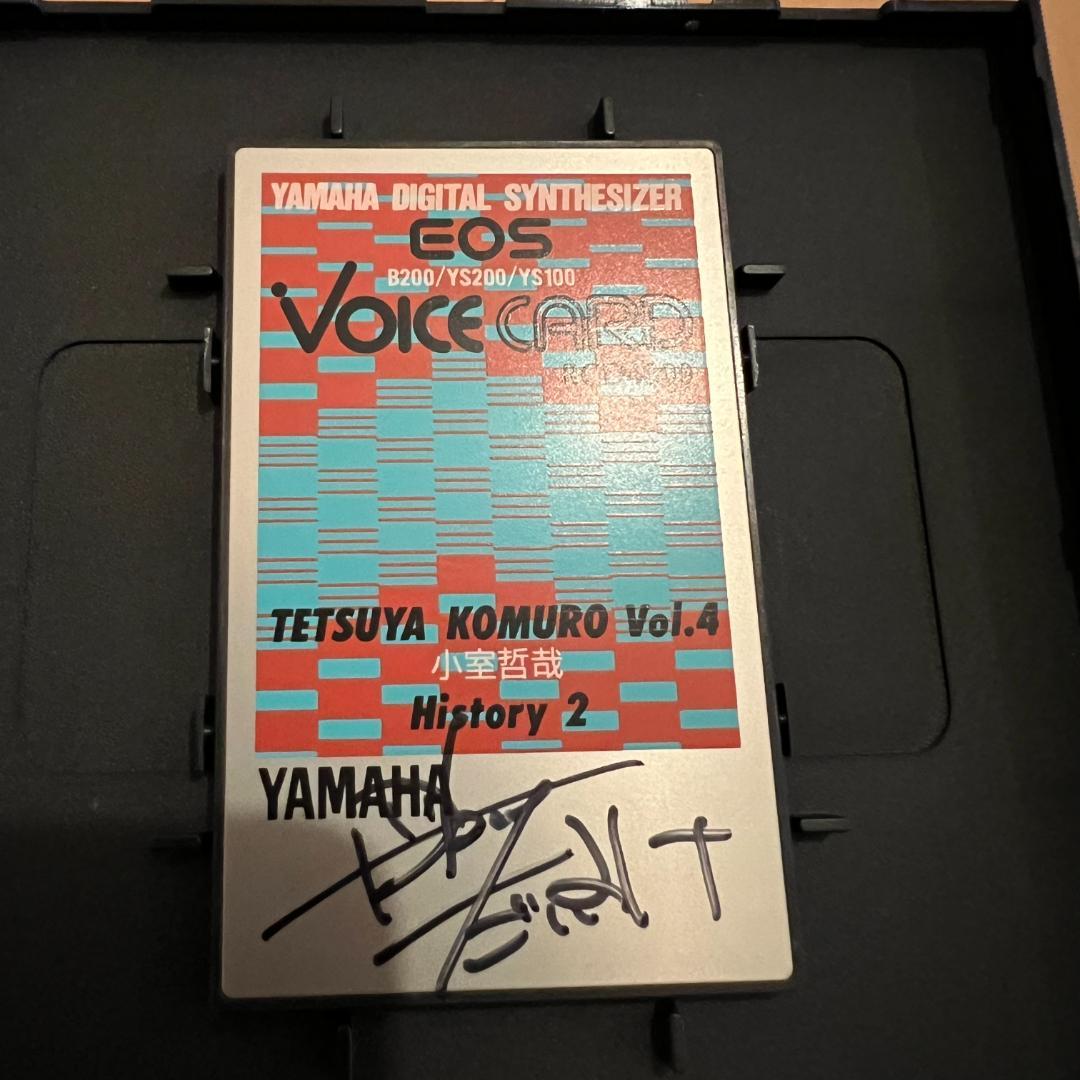 YAMAHA DIGITAL SYNTHESIZER
EOS
B200/YS200/YS100
VOICE CARD
TETSUYA KOMURO Vol.4
小室哲哉
History 2
YAMAHA